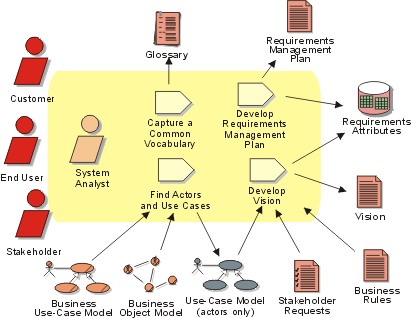 Glossary
Requirements
Management
Plan
Customer
Capture a
Common
Vocabulary
Develop
Requirements
Management
Plan
Requirements
Attributes
End User
System
Analyst
Find Actors
and Use Cases
Develop
Vision
Vision
Stakeholder
Business
Use-Case Model
Business
Object Model
Use-Case Model
(actors only)
Stakeholder
Requests
Business
Rules